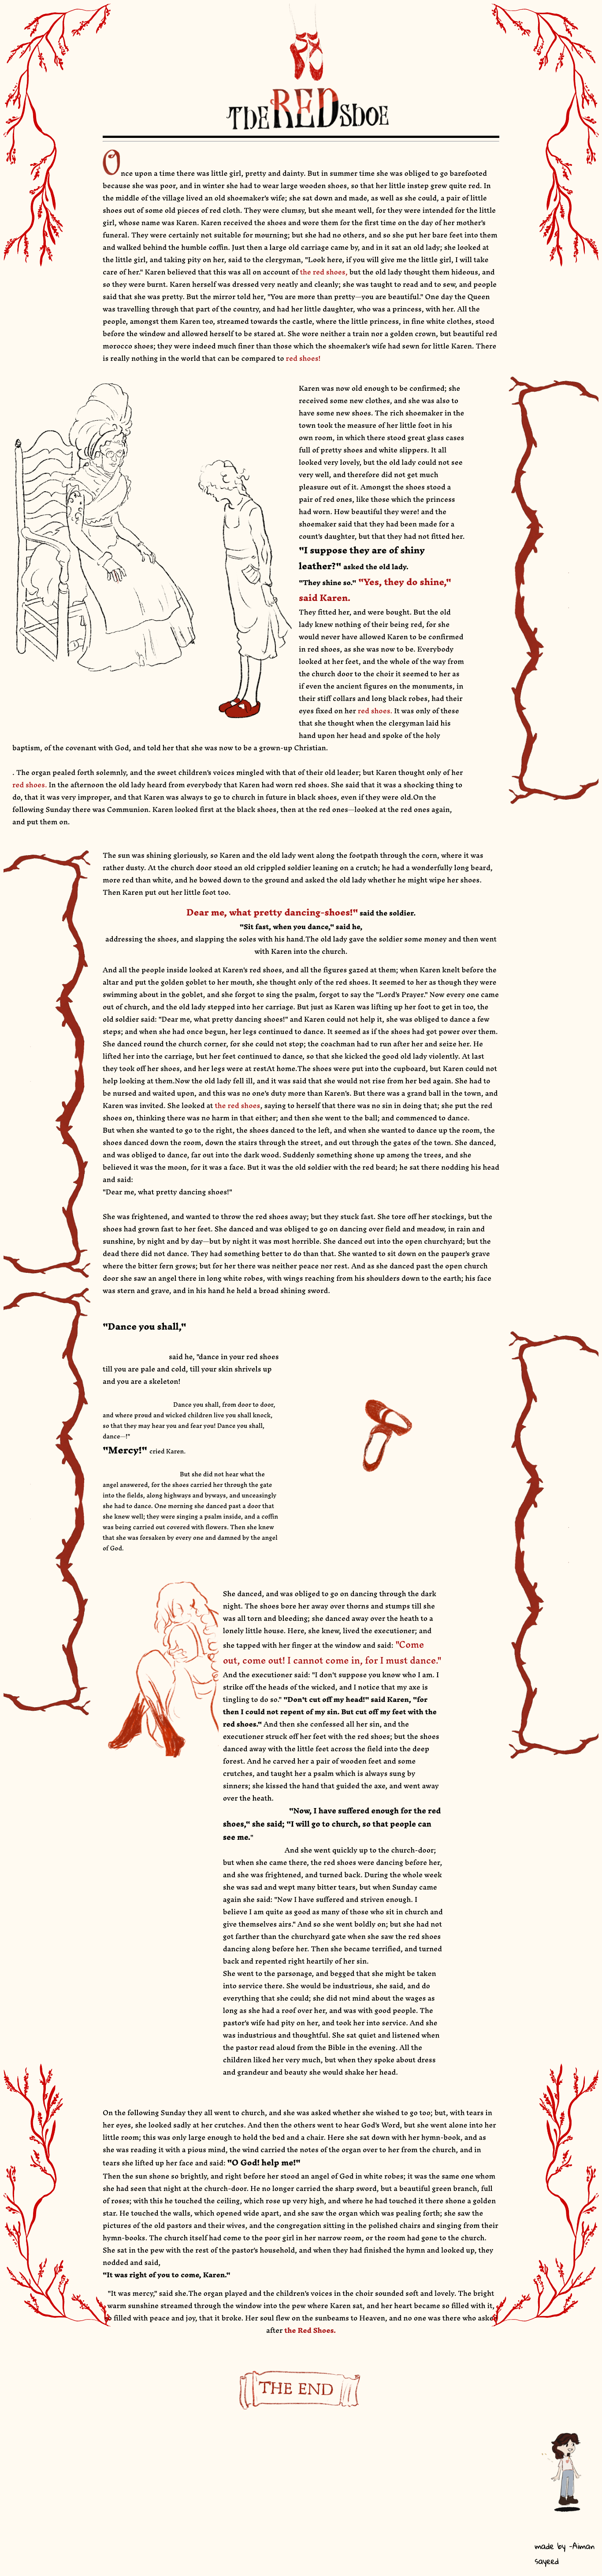 The RED Shoe
Once upon a time there was little girl, pretty and dainty. But in summer time she was obliged to go barefooted
because she was poor, and in winter she had to wear large wooden shoes, so that her little instep grew quite red. In
the middle of the village lived an old shoemaker's wife; she sat down and made, as well as she could, a pair of little
shoes out of some old pieces of red cloth. They were clumsy, but she meant well, for they were intended for the little
girl, whose name was Karen. Karen received the shoes and wore them for the first time on the day of her mother's
funeral. They were certainly not suitable for mourning; but she had no others, and so she put her bare feet into them
and walked behind the humble coffin. Just then a large old carriage came by, and in it sat an old lady; she looked at
the little girl, and taking pity on her, said to the clergyman, "Look here, if you will give me the little girl, I will take
care of her." Karen believed that this was all on account of the red shoes, but the old lady thought them hideous, and
so they were burnt. Karen herself was dressed very neatly and cleanly; she was taught to read and to sew, and people
said that she was pretty. But the mirror told her, "You are more than pretty—you are beautiful." One day the Queen
was travelling through that part of the country, and had her little daughter, who was a princess, with her. All the
people, amongst them Karen too, streamed towards the castle, where the little princess, in fine white clothes, stood
before the window and allowed herself to be stared at. She wore neither a train nor a golden crown, but beautiful red
morocco shoes; they were indeed much finer than those which the shoemaker's wife had sewn for little Karen. There
is really nothing in the world that can be compared to red shoes!
Karen was now old enough to be confirmed; she
received some new clothes, and she was also to
have some new shoes. The rich shoemaker in the
town took the measure of her little foot in his
own room, in which there stood great glass cases
full of pretty shoes and white slippers. It all
looked very lovely, but the old lady could not see
very well, and therefore did not get much
pleasure out of it. Amongst the shoes stood a
pair of red ones, like those which the princess
had worn. How beautiful they were! and the
shoemaker said that they had been made for a
count's daughter, but that they had not fitted her.
"I suppose they are of shiny
leather?" asked the old lady.
"They shine so." "Yes, they do shine,"
said Karen.
They fitted her, and were bought. But the old
lady knew nothing of their being red, for she
would never have allowed Karen to be confirmed
in red shoes, as she was now to be. Everybody
looked at her feet, and the whole of the way from
the church door to the choir it seemed to her as
if even the ancient figures on the monuments, in
their stiff collars and long black robes, had their
eyes fixed on her red shoes. It was only of these
that she thought when the clergyman laid his
hand upon her head and spoke of the holy
baptism, of the covenant with God, and told her that she was now to be a grown-up Christian.
. The organ pealed forth solemnly, and the sweet children's voices mingled with that of their old leader; but Karen thought only of her
red shoes. In the afternoon the old lady heard from everybody that Karen had worn red shoes. She said that it was a shocking thing to
do, that it was very improper, and that Karen was always to go to church in future in black shoes, even if they were old.On the
following Sunday there was Communion. Karen looked first at the black shoes, then at the red ones—looked at the red ones again,
and put them on.
The sun was shining gloriously, so Karen and the old lady went along the footpath through the corn, where it was
rather dusty. At the church door stood an old crippled soldier leaning on a crutch; he had a wonderfully long beard,
more red than white, and he bowed down to the ground and asked the old lady whether he might wipe her shoes.
Then Karen put out her little foot too.
Dear me, what pretty dancing-shoes!" said the soldier.
"Sit fast, when you dance," said he,
addressing the shoes, and slapping the soles with his hand.The old lady gave the soldier some money and then went
with Karen into the church.
And all the people inside looked at Karen's red shoes, and all the figures gazed at them; when Karen knelt before the
altar and put the golden goblet to her mouth, she thought only of the red shoes. It seemed to her as though they were
swimming about in the goblet, and she forgot to sing the psalm, forgot to say the "Lord's Prayer." Now every one came
out of church, and the old lady stepped into her carriage. But just as Karen was lifting up her foot to get in too, the
old soldier said: "Dear me, what pretty dancing shoes!" and Karen could not help it, she was obliged to dance a few
steps; and when she had once begun, her legs continued to dance. It seemed as if the shoes had got power over them.
She danced round the church corner, for she could not stop; the coachman had to run after her and seize her. He
lifted her into the carriage, but her feet continued to dance, so that she kicked the good old lady violently. At last
they took off her shoes, and her legs were at restAt home.The shoes were put into the cupboard, but Karen could not
help looking at them.Now the old lady fell ill, and it was said that she would not rise from her bed again. She had to
be nursed and waited upon, and this was no one's duty more than Karen's. But there was a grand ball in the town, and
Karen was invited. She looked at the red shoes, saying to herself that there was no sin in doing that; she put the red
shoes on, thinking there was no harm in that either; and then she went to the ball; and commenced to dance.
But when she wanted to go to the right, the shoes danced to the left, and when she wanted to dance up the room, the
shoes danced down the room, down the stairs through the street, and out through the gates of the town. She danced,
and was obliged to dance, far out into the dark wood. Suddenly something shone up among the trees, and she
believed it was the moon, for it was a face. But it was the old soldier with the red beard; he sat there nodding his head
and said:
"Dear me, what pretty dancing shoes!"
She was frightened, and wanted to throw the red shoes away; but they stuck fast. She tore off her stockings, but the
shoes had grown fast to her feet. She danced and was obliged to go on dancing over field and meadow, in rain and
sunshine, by night and by day—but by night it was most horrible. She danced out into the open churchyard; but the
dead there did not dance. They had something better to do than that. She wanted to sit down on the pauper's grave
where the bitter fern grows; but for her there was neither peace nor rest. And as she danced past the open church
door she saw an angel there in long white robes, with wings reaching from his shoulders down to the earth; his face
was stern and grave, and in his hand he held a broad shining sword.
"Dance you shall,"
said he, "dance in your red shoes
till you are pale and cold, till your skin shrivels up
and you are a skeleton!
Dance you shall, from door to door,
and where proud and wicked children live you shall knock,
so that they may hear you and fear you! Dance you shall,
dance—!"
"Mercy!" cried Karen.
But she did not hear what the
angel answered, for the shoes carried her through the gate
into the fields, along highways and byways, and unceasingly
she had to dance. One morning she danced past a door that
she knew well; they were singing a psalm inside, and a coffin
was being carried out covered with flowers. Then she knew
that she was forsaken by every one and damned by the angel
of God.
She danced, and was obliged to go on dancing through the dark
night. The shoes bore her away over thorns and stumps till she
was all torn and bleeding; she danced away over the heath to a
lonely little house. Here, she knew, lived the executioner; and
she tapped with her finger at the window and said: "Come
out, come out! I cannot come in, for I must dance."
And the executioner said: "I don't suppose you know who I am. I
strike off the heads of the wicked, and I notice that my axe is
tingling to do so." "Don't cut off my head!" said Karen, "for
then I could not repent of my sin. But cut off my feet with the
red shoes." And then she confessed all her sin, and the
executioner struck off her feet with the red shoes; but the shoes
danced away with the little feet across the field into the deep
forest. And he carved her a pair of wooden feet and some
crutches, and taught her a psalm which is always sung by
sinners; she kissed the hand that guided the axe, and went away
over the heath.
"Now, I have suffered enough for the red
shoes," she said; "I will go to church, so that people can
see me."
And she went quickly up to the church-door;
but when she came there, the red shoes were dancing before her,
and she was frightened, and turned back. During the whole week
she was sad and wept many bitter tears, but when Sunday came
again she said: "Now I have suffered and striven enough. I
believe I am quite as good as many of those who sit in church and
give themselves airs." And so she went boldly on; but she had not
got farther than the churchyard gate when she saw the red shoes
dancing along before her. Then she became terrified, and turned
back and repented right heartily of her sin.
She went to the parsonage, and begged that she might be taken
into service there. She would be industrious, she said, and do
everything that she could; she did not mind about the wages as
long as she had a roof over her, and was with good people. The
pastor's wife had pity on her, and took her into service. And she
was industrious and thoughtful. She sat quiet and listened when
the pastor read aloud from the Bible in the evening. All the
children liked her very much, but when they spoke about dress
and grandeur and beauty she would shake her head.
On the following Sunday they all went to church, and she was asked whether she wished to go too; but, with tears in
her eyes, she looked sadly at her crutches. And then the others went to hear God's Word, but she went alone into her
little room; this was only large enough to hold the bed and a chair. Here she sat down with her hymn-book, and as
she was reading it with a pious mind, the wind carried the notes of the organ over to her from the church, and in
tears she lifted up her face and said: "O God! help me!"
Then the sun shone so brightly, and right before her stood an angel of God in white robes; it was the same one whom
she had seen that night at the church-door. He no longer carried the sharp sword, but a beautiful green branch, full
of roses; with this he touched the ceiling, which rose up very high, and where he had touched it there shone a golden
star. He touched the walls, which opened wide apart, and she saw the organ which was pealing forth; she saw the
pictures of the old pastors and their wives, and the congregation sitting in the polished chairs and singing from their
hymn-books. The church itself had come to the poor girl in her narrow room, or the room had gone to the church.
She sat in the pew with the rest of the pastor's household, and when they had finished the hymn and looked up, they
nodded and said,
"It was right of you to come, Karen."
"It was mercy," said she.The organ played and the children's voices in the choir sounded soft and lovely. The bright
warm sunshine streamed through the window into the pew where Karen sat, and her heart became so filled with it,
so filled with peace and joy, that it broke. Her soul flew on the sunbeams to Heaven, and no one was there who asked
after the Red Shoes.
THE END
made by -Aiman
sayeed